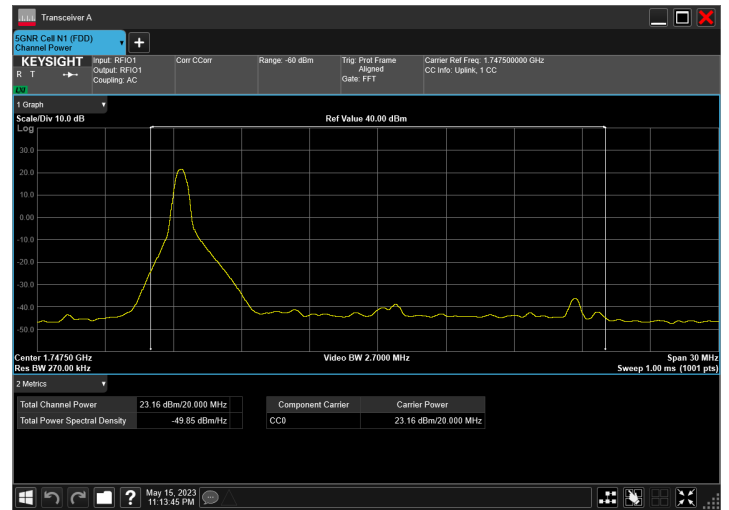 Transceiver A
5GNR Cell N1 (FDD)
Channel Power
KEYSIGHT
R T
LXI
Input: RFIO1
Output: RFIO1
Coupling: AC
Corr CCorr
Range: -60 dBm
Trig: Prot Frame
Aligned
Gate: FFT
Carrier Ref Freq: 1.747500000 GHz
CC Info: Uplink, 1 CC
1 Graph
Scale/Div 10.0 dB
Ref Value 40.00 dBm
Log
30.0
20.0
10.0
0.00
-10.0
-20.0
-30.0
-40.0
-50.0
Center 1.74750 GHz
Video BW 2.7000 MHz
Span 30 MHz
Res BW 270.00 kHz
Sweep 1.00 ms (1001 pts)
2 Metrics
Total Channel Power 23.16 dBm/20.000 MHz
Total Power Spectral Density -49.85 dBm/Hz
Component Carrier Carrier Power
CC0 23.16 dBm/20.000 MHz
?
May 15, 2023
11:13:45 PM